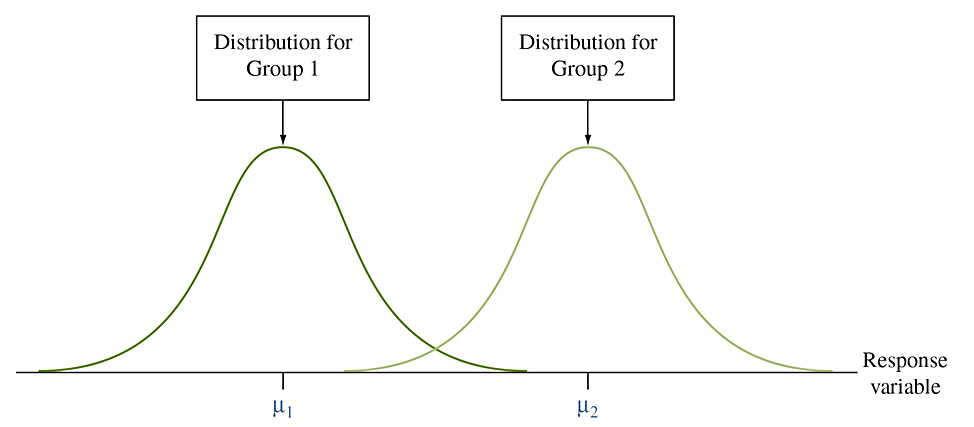 Distribution for
Group 1
Distribution for
Group 2
Response
variable
μ₁
μ₂